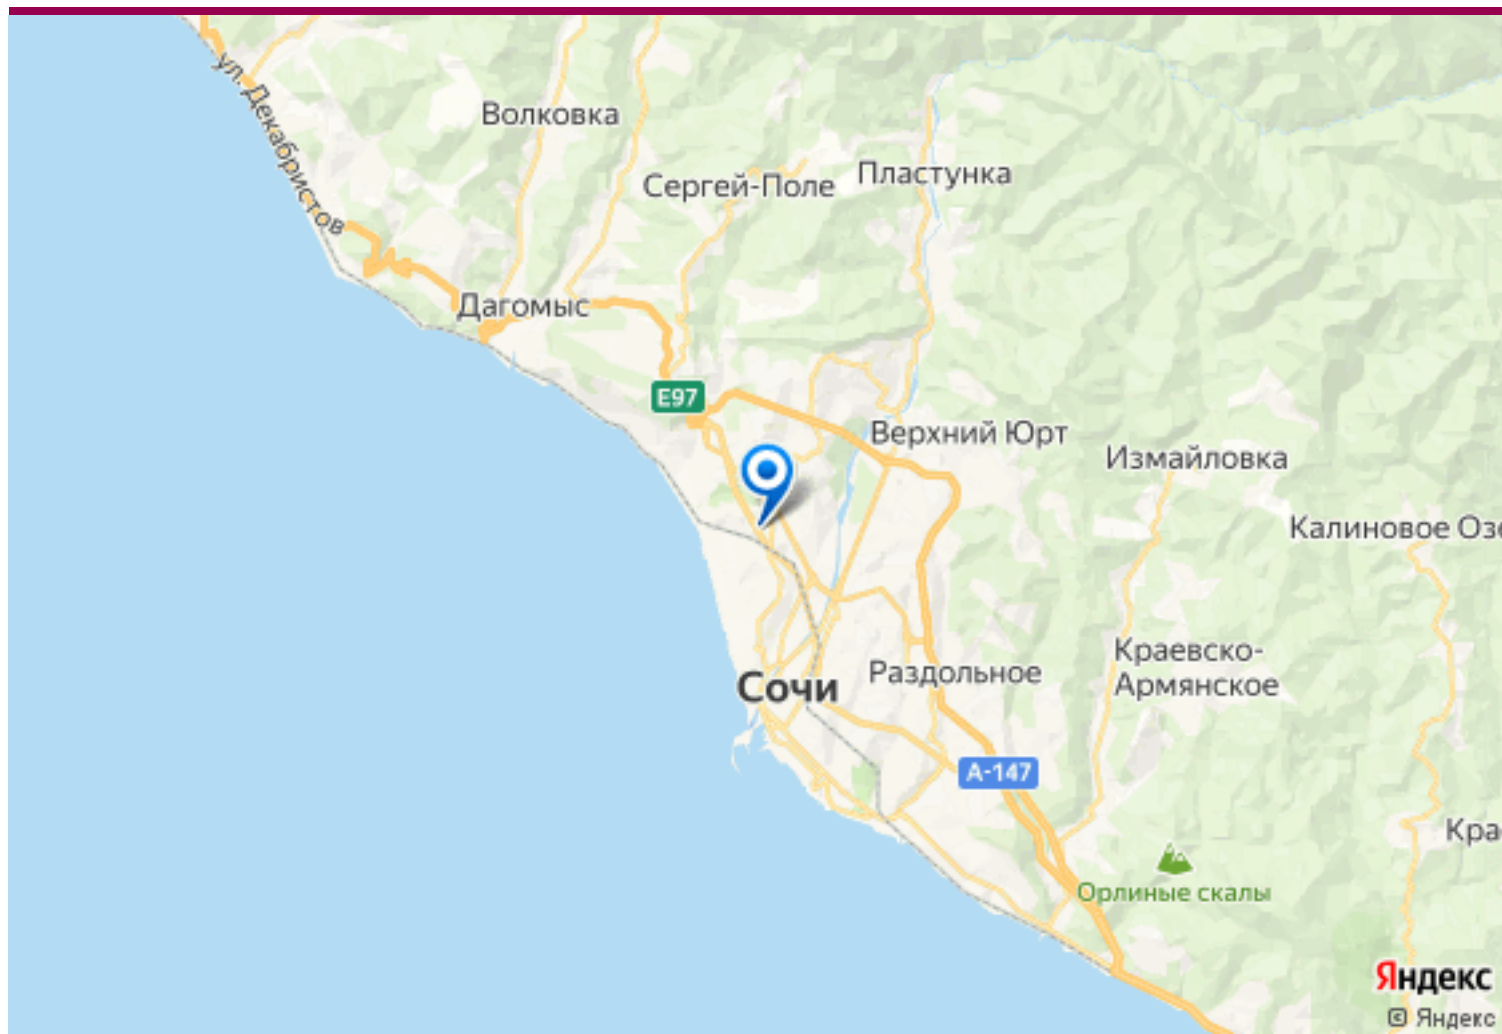 ул. Декабристов
Волковка
Сергей-Поле
Пластунка
Дагомыс
E97
Верхний Юрт
Измайловка
Калиновое Озе
Краевско-
Армянское
Раздольное
Сочи
А-147
Кра
Орлиные скалы
Яндекс
© Яндекс